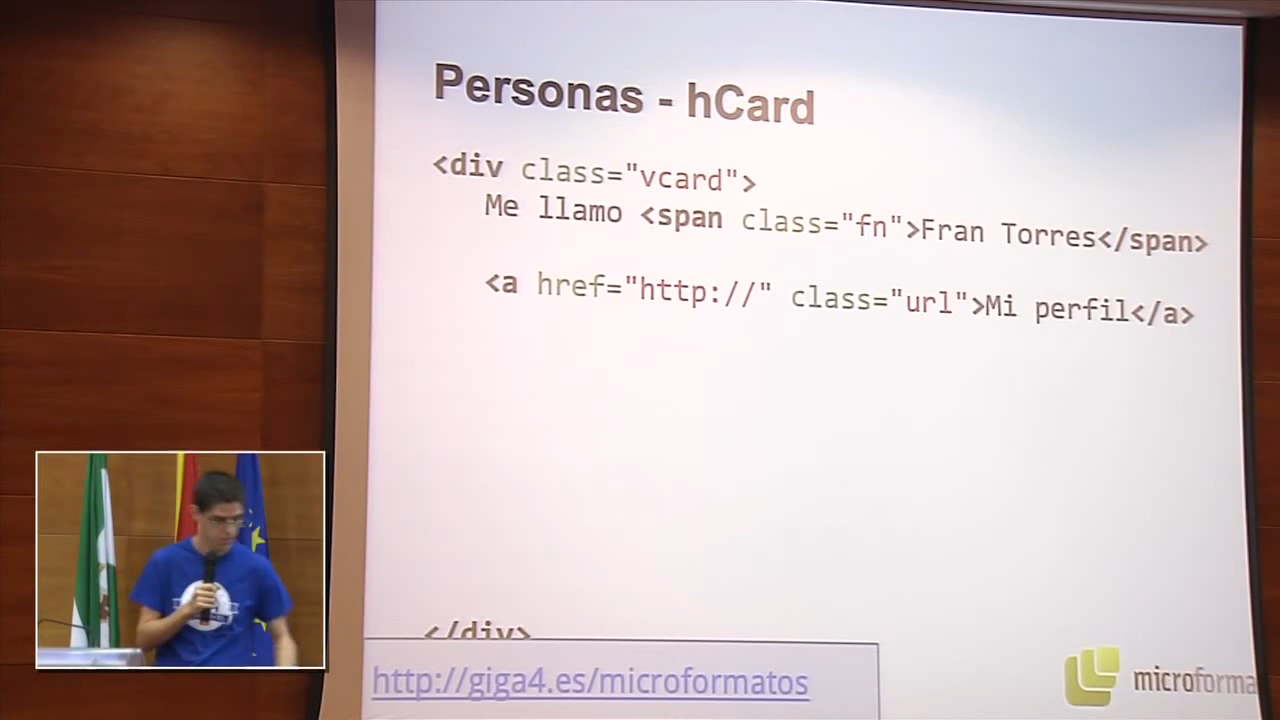 Personas - hCard
<div class="vcard">
Me llamo <span class="fn">Fran Torres</span>
<a href="http://" class="url">Mi perfil</a>
</div>
http://giga4.es/microformatos
microforma